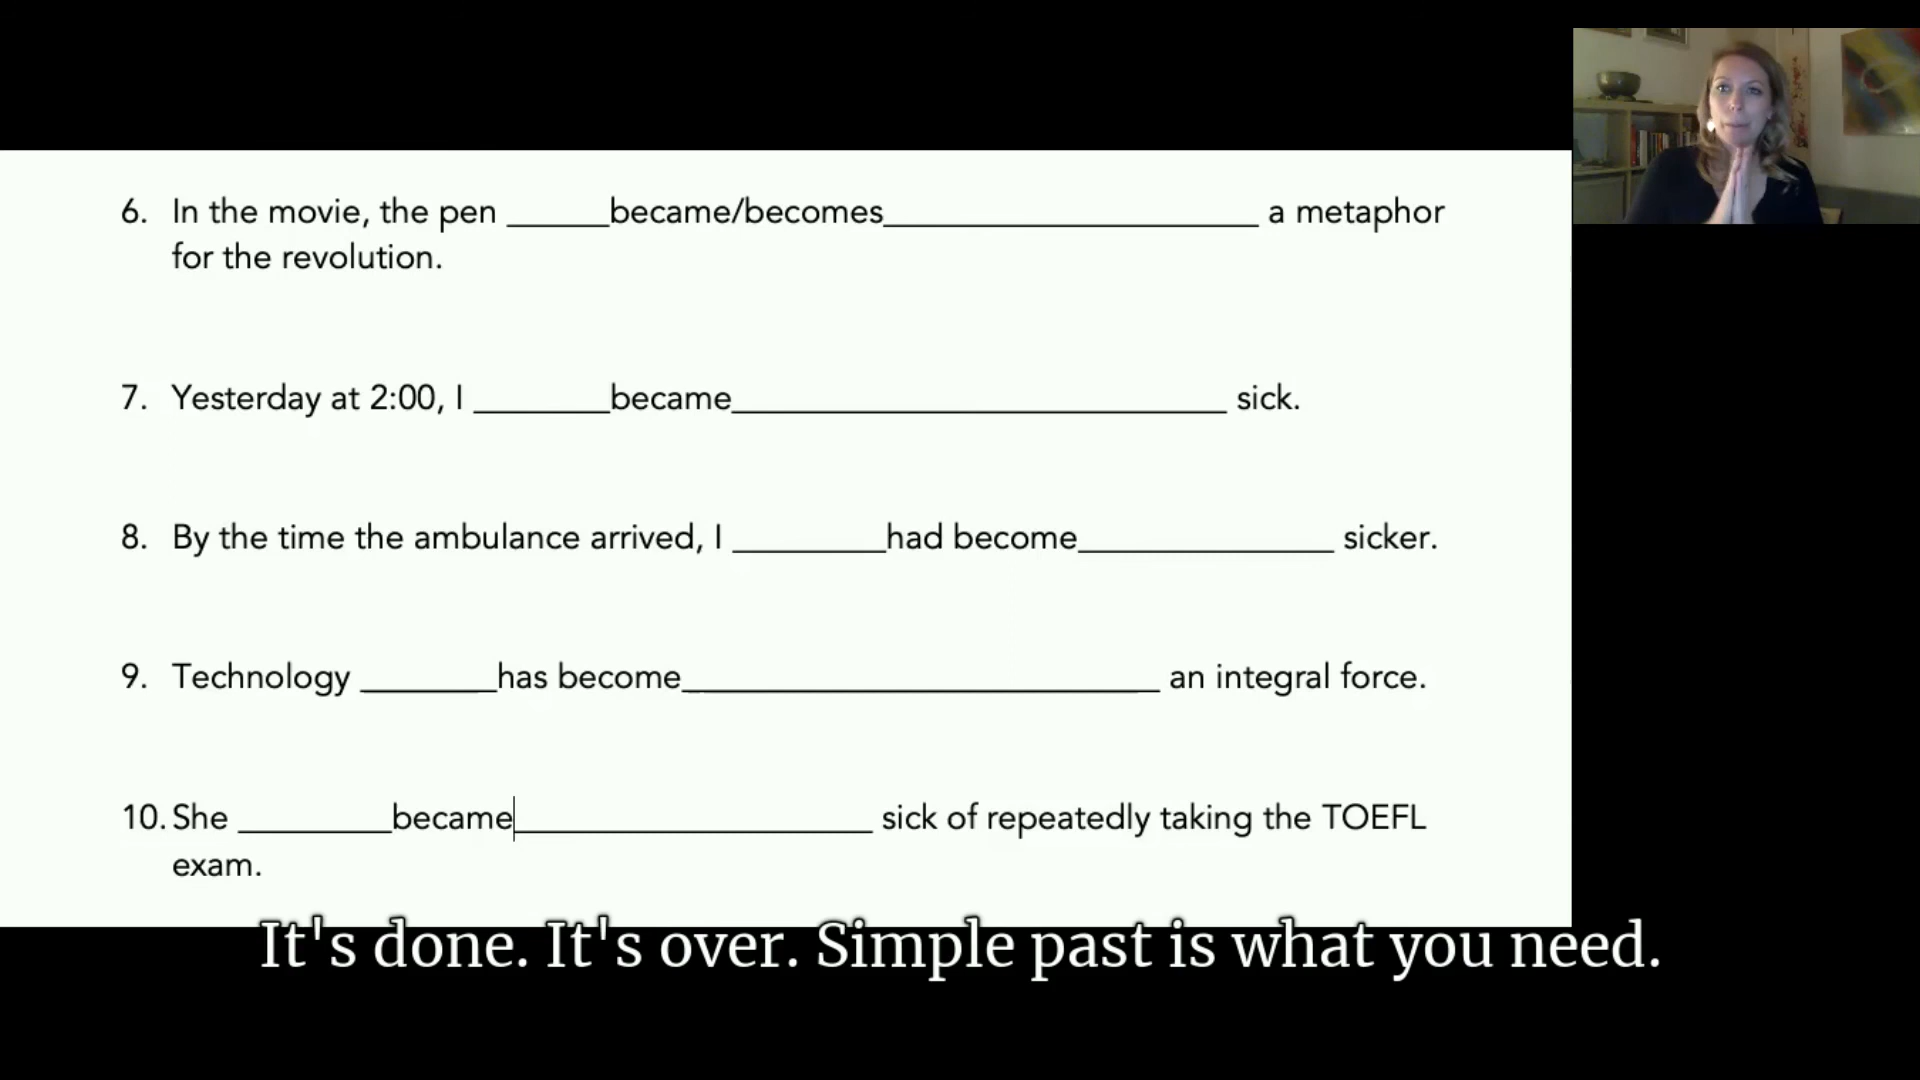 6. In the movie, the pen ______became/becomes______________________ a metaphor
for the revolution.
7. Yesterday at 2:00, I ________became_____________________________ sick.
8. By the time the ambulance arrived, I _________had become_______________ sicker.
9. Technology ________has become____________________________ an integral force.
10. She _________became_____________________ sick of repeatedly taking the TOEFL
exam.
It's done. It's over. Simple past is what you need.